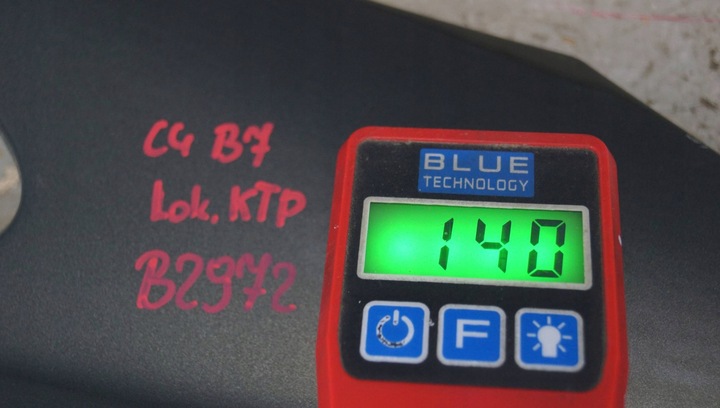 C4 B7
Lok. KTP
B2972
BLUE
TECHNOLOGY
140
F